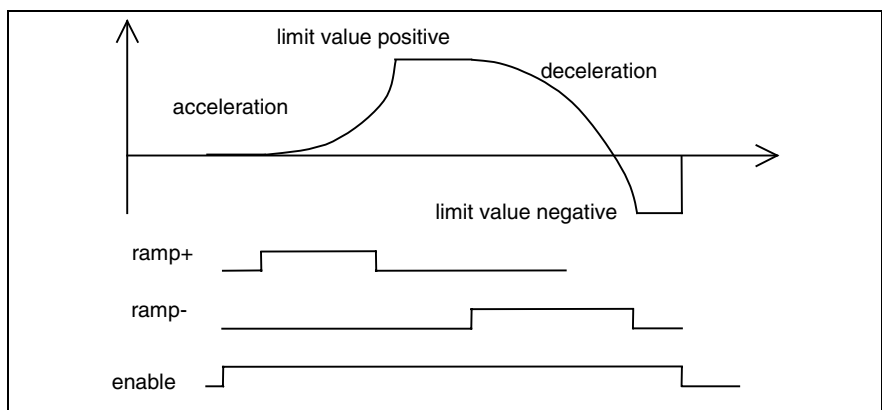 limit value positive
deceleration
acceleration
limit value negative
ramp+
ramp-
enable